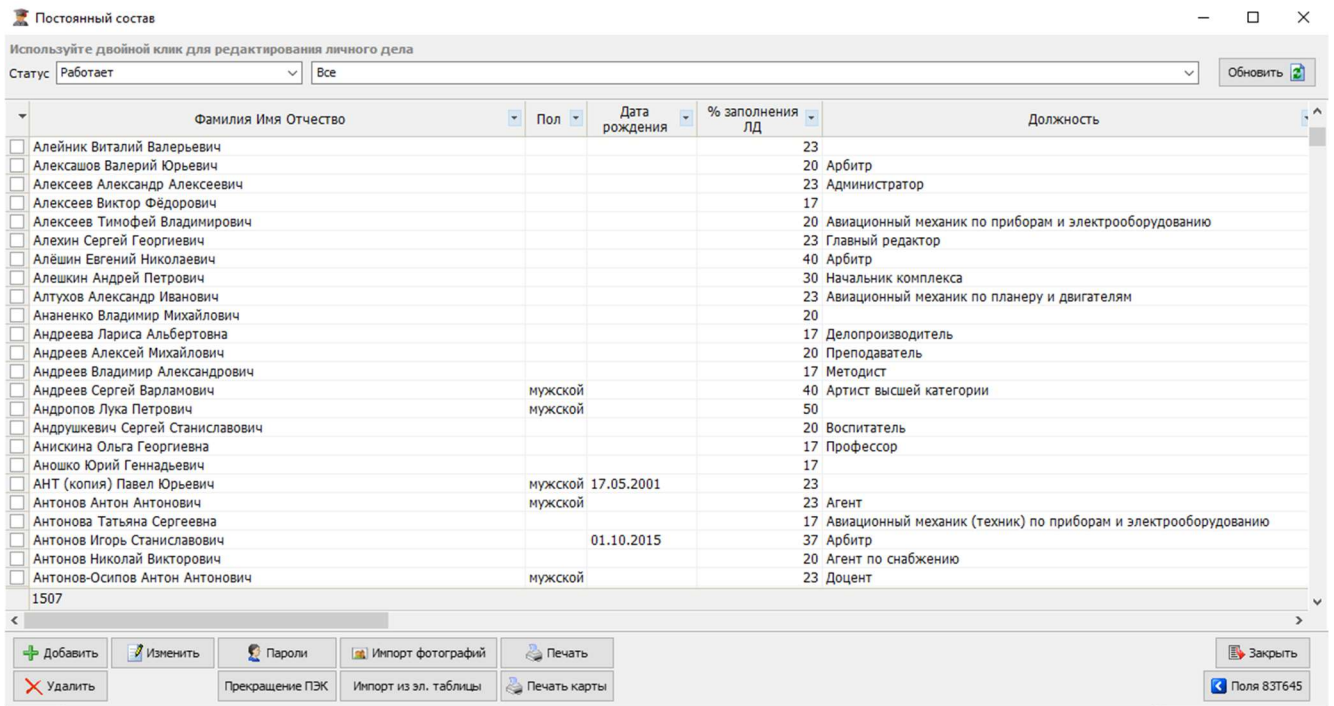 Постоянный состав
Используйте двойной клик для редактирования личного дела
Статус Работает Все Обновить
Фамилия Имя Отчество Пол Дата рождения % заполнения ЛД Должность
Алейник Виталий Валерьевич 23
Алексашов Валерий Юрьевич 20 Арбитр
Алексеев Александр Алексеевич 23 Администратор
Алексеев Виктор Фёдорович 17
Алексеев Тимофей Владимирович 20 Авиационный механик по приборам и электрооборудованию
Алехин Сергей Георгиевич 23 Главный редактор
Алёшин Евгений Николаевич 40 Арбитр
Алешкин Андрей Петрович 30 Начальник комплекса
Алтухов Александр Иванович 23 Авиационный механик по планеру и двигателям
Ананенко Владимир Михайлович 20
Андреева Лариса Альбертовна 17 Делопроизводитель
Андреев Алексей Михайлович 20 Преподаватель
Андреев Владимир Александрович 17 Методист
Андреев Сергей Варламович мужской 40 Артист высшей категории
Андропов Лука Петрович мужской 50
Андрушкевич Сергей Станиславович 20 Воспитатель
Анискина Ольга Георгиевна 17 Профессор
Аношко Юрий Геннадьевич 17
АНТ (копия) Павел Юрьевич мужской 17.05.2001 23
Антонов Антон Антонович мужской 23 Агент
Антонова Татьяна Сергеевна 17 Авиационный механик (техник) по приборам и электрооборудованию
Антонов Игорь Станиславович 01.10.2015 37 Арбитр
Антонов Николай Викторович 20 Агент по снабжению
Антонов-Осипов Антон Антонович мужской 23 Доцент
1507
Добавить Изменить Пароли Импорт фотографий Печать Закрыть
Удалить Прекращение ПЭК Импорт из эл. таблицы Печать карты Поля 83Т645